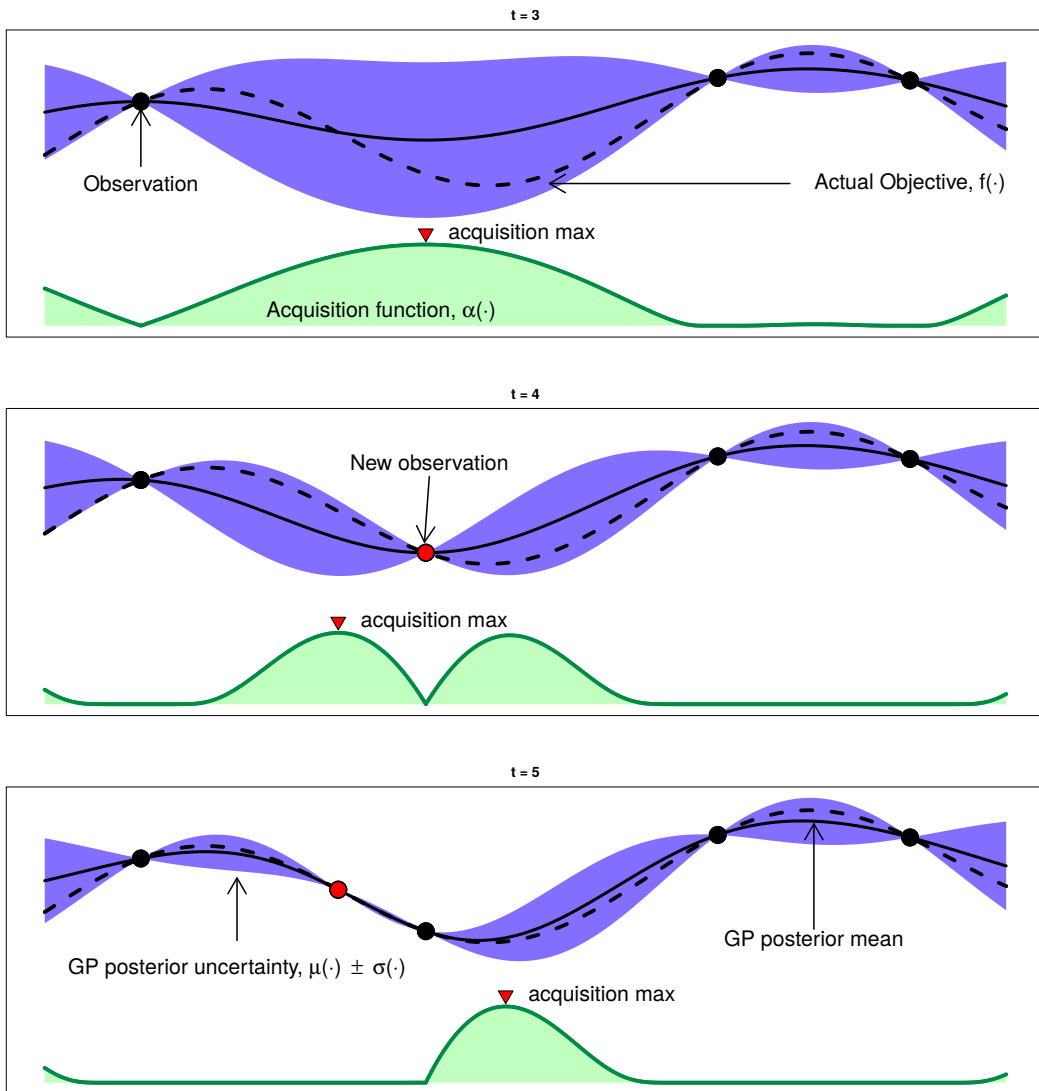 t = 3
Observation
Actual Objective, f(·)
acquisition max
Acquisition function, α(·)
t = 4
New observation
acquisition max
t = 5
GP posterior mean
GP posterior uncertainty, μ(·) ± σ(·)
acquisition max